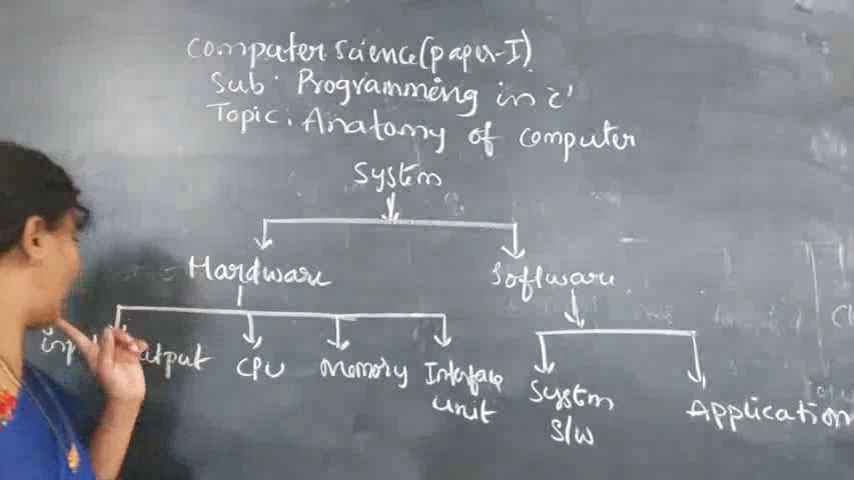 Computer science (paper-I)
Sub: Programming in 'c'
Topic: Anatomy of computer
System
Hardware Software
CPU Memory Interface unit
System S/W Application